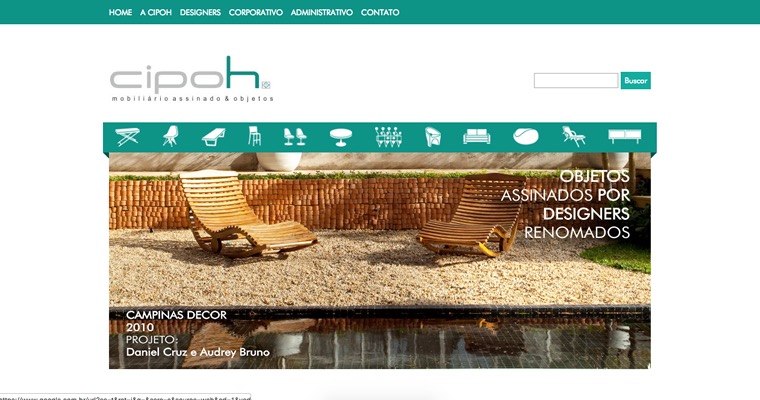 HOME A CIPOH DESIGNERS CORPORATIVO ADMINISTRATIVO CONTATO
cipoh
mobiliário assinado & objetos
Buscar
OBJETOS
ASSINADOS POR
DESIGNERS
RENOMADOS
CAMPINAS DECOR
2010
PROJETO:
Daniel Cruz e Audrey Bruno